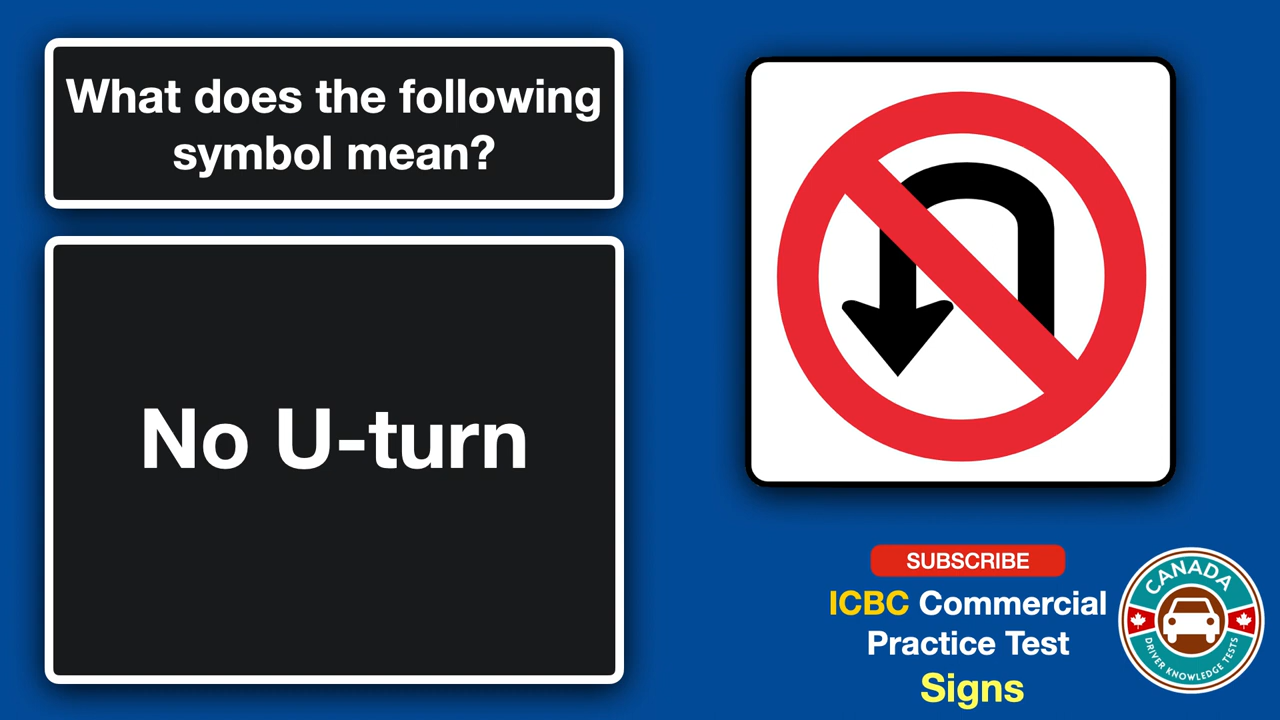 What does the following
symbol mean?
No U-turn
SUBSCRIBE
ICBC Commercial
Practice Test
Signs
CANADA
DRIVER KNOWLEDGE TESTS